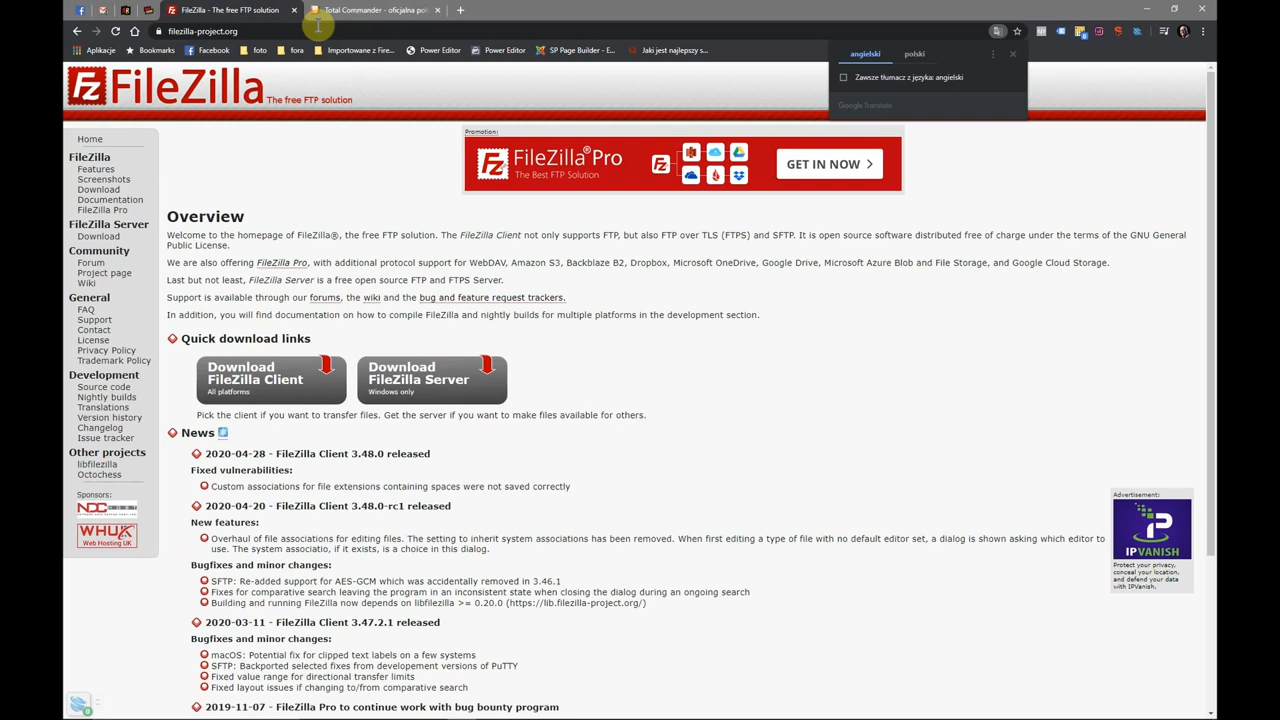 FileZilla - The free FTP solution
Total Commander - oficjalna pol
filezilla-project.org
Aplikacje
Bookmarks
Facebook
foto
fora
Importowane z Fire...
Power Editor
Power Editor
SP Page Builder - E...
Jaki jest najlepszy s...
angielski
polski
Zawsze tłumacz z języka: angielski
Google Translate
FileZilla The free FTP solution
Home
FileZilla
Features
Screenshots
Download
Documentation
FileZilla Pro
FileZilla Server
Download
Community
Forum
Project page
Wiki
General
FAQ
Support
Contact
License
Privacy Policy
Trademark Policy
Development
Source code
Nightly builds
Translations
Version history
Changelog
Issue tracker
Other projects
libfilezilla
Octochess
Sponsors:
WHUK
Web Hosting UK
Promotion:
FileZilla® Pro
The Best FTP Solution
GET IN NOW
Overview
Welcome to the homepage of FileZilla®, the free FTP solution. The FileZilla Client not only supports FTP, but also FTP over TLS (FTPS) and SFTP. It is open source software distributed free of charge under the terms of the GNU General
Public License.
We are also offering FileZilla Pro, with additional protocol support for WebDAV, Amazon S3, Backblaze B2, Dropbox, Microsoft OneDrive, Google Drive, Microsoft Azure Blob and File Storage, and Google Cloud Storage.
Last but not least, FileZilla Server is a free open source FTP and FTPS Server.
Support is available through our forums, the wiki and the bug and feature request trackers.
In addition, you will find documentation on how to compile FileZilla and nightly builds for multiple platforms in the development section.
Quick download links
Download
FileZilla Client
All platforms
Download
FileZilla Server
Windows only
Pick the client if you want to transfer files. Get the server if you want to make files available for others.
News
2020-04-28 - FileZilla Client 3.48.0 released
Fixed vulnerabilities:
Custom associations for file extensions containing spaces were not saved correctly
2020-04-20 - FileZilla Client 3.48.0-rc1 released
New features:
Overhaul of file associations for editing files. The setting to inherit system associations has been removed. When first editing a type of file with no default editor set, a dialog is shown asking which editor to
use. The system associatio, if it exists, is a choice in this dialog.
Bugfixes and minor changes:
SFTP: Re-added support for AES-GCM which was accidentally removed in 3.46.1
Fixes for comparative search leaving the program in an inconsistent state when closing the dialog during an ongoing search
Building and running FileZilla now depends on libfilezilla >= 0.20.0 (https://lib.filezilla-project.org/)
2020-03-11 - FileZilla Client 3.47.2.1 released
Bugfixes and minor changes:
macOS: Potential fix for clipped text labels on a few systems
SFTP: Backported selected fixes from developement versions of PuTTY
Fixed value range for directional transfer limits
Fixed layout issues if changing to/from comparative search
2019-11-07 - FileZilla Pro to continue work with bug bounty program
Advertisement:
IPVANISH
Protect your privacy,
conceal your location,
and defend your data
with IPVanish.